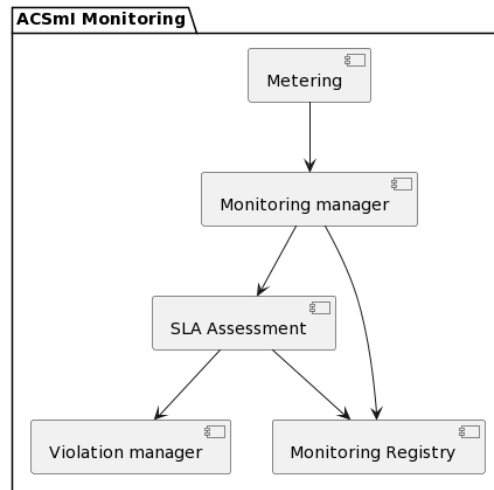 ACSmI Monitoring
Metering
Monitoring manager
SLA Assessment
Violation manager
Monitoring Registry